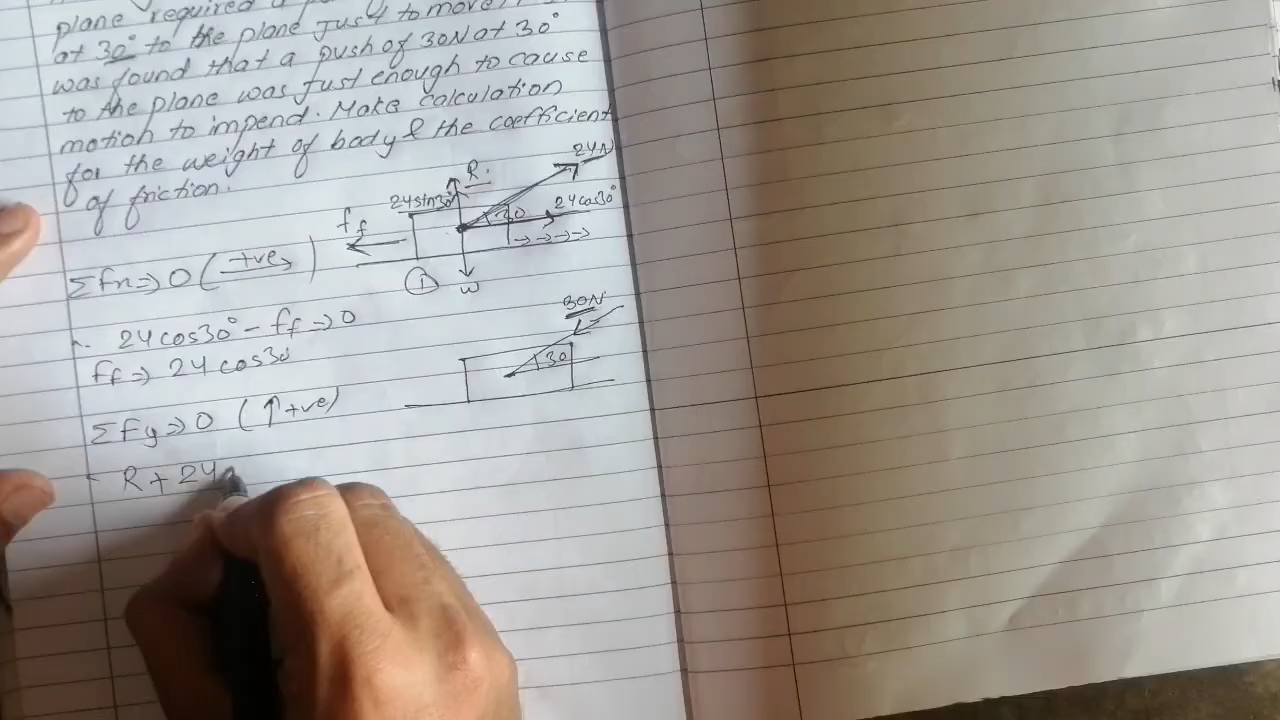 plane required a
at 30° to the plane just to move
was found that a push of 30N at 30°
to the plane was just enough to cause
motion to impend. Make calculation
for the weight of body & the coefficient
of friction.
R.
24N
24sin30°
30
24cos30°
ff
①
w
Σfx => 0 (+ve)
24cos30° - ff => 0
ff => 24cos30
30N
30
Σfy => 0 (↑+ve)
R + 24